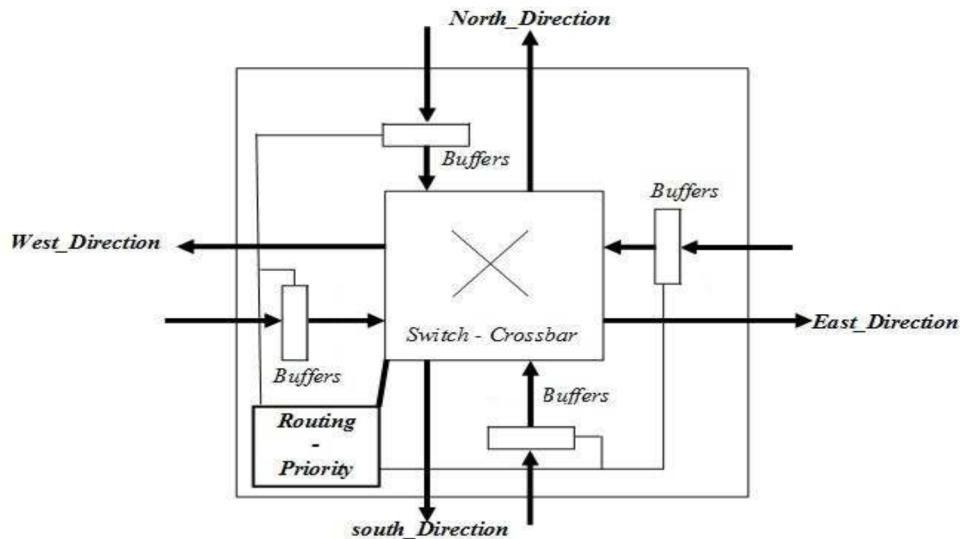 North_Direction
Buffers
Buffers
West_Direction
Switch - Crossbar
East_Direction
Buffers
Buffers
Routing
-
Priority
south_Direction